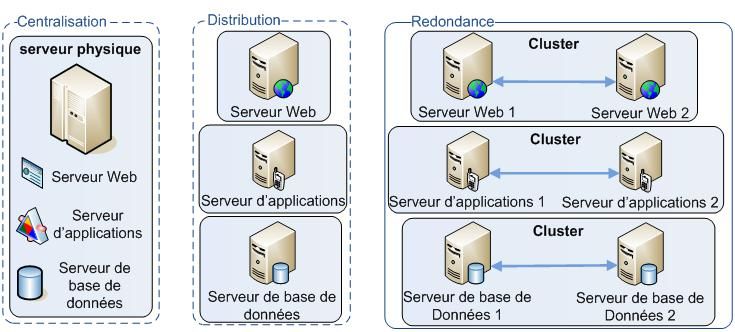 Centralisation
serveur physique
Serveur Web
Serveur
d'applications
Serveur de
base de
données
Distribution
Serveur Web
Serveur d'applications
Serveur de base de
données
Redondance
Cluster
Serveur Web 1
Serveur Web 2
Cluster
Serveur d'applications 1
Serveur d'applications 2
Cluster
Serveur de base de
Données 1
Serveur de base de
Données 2